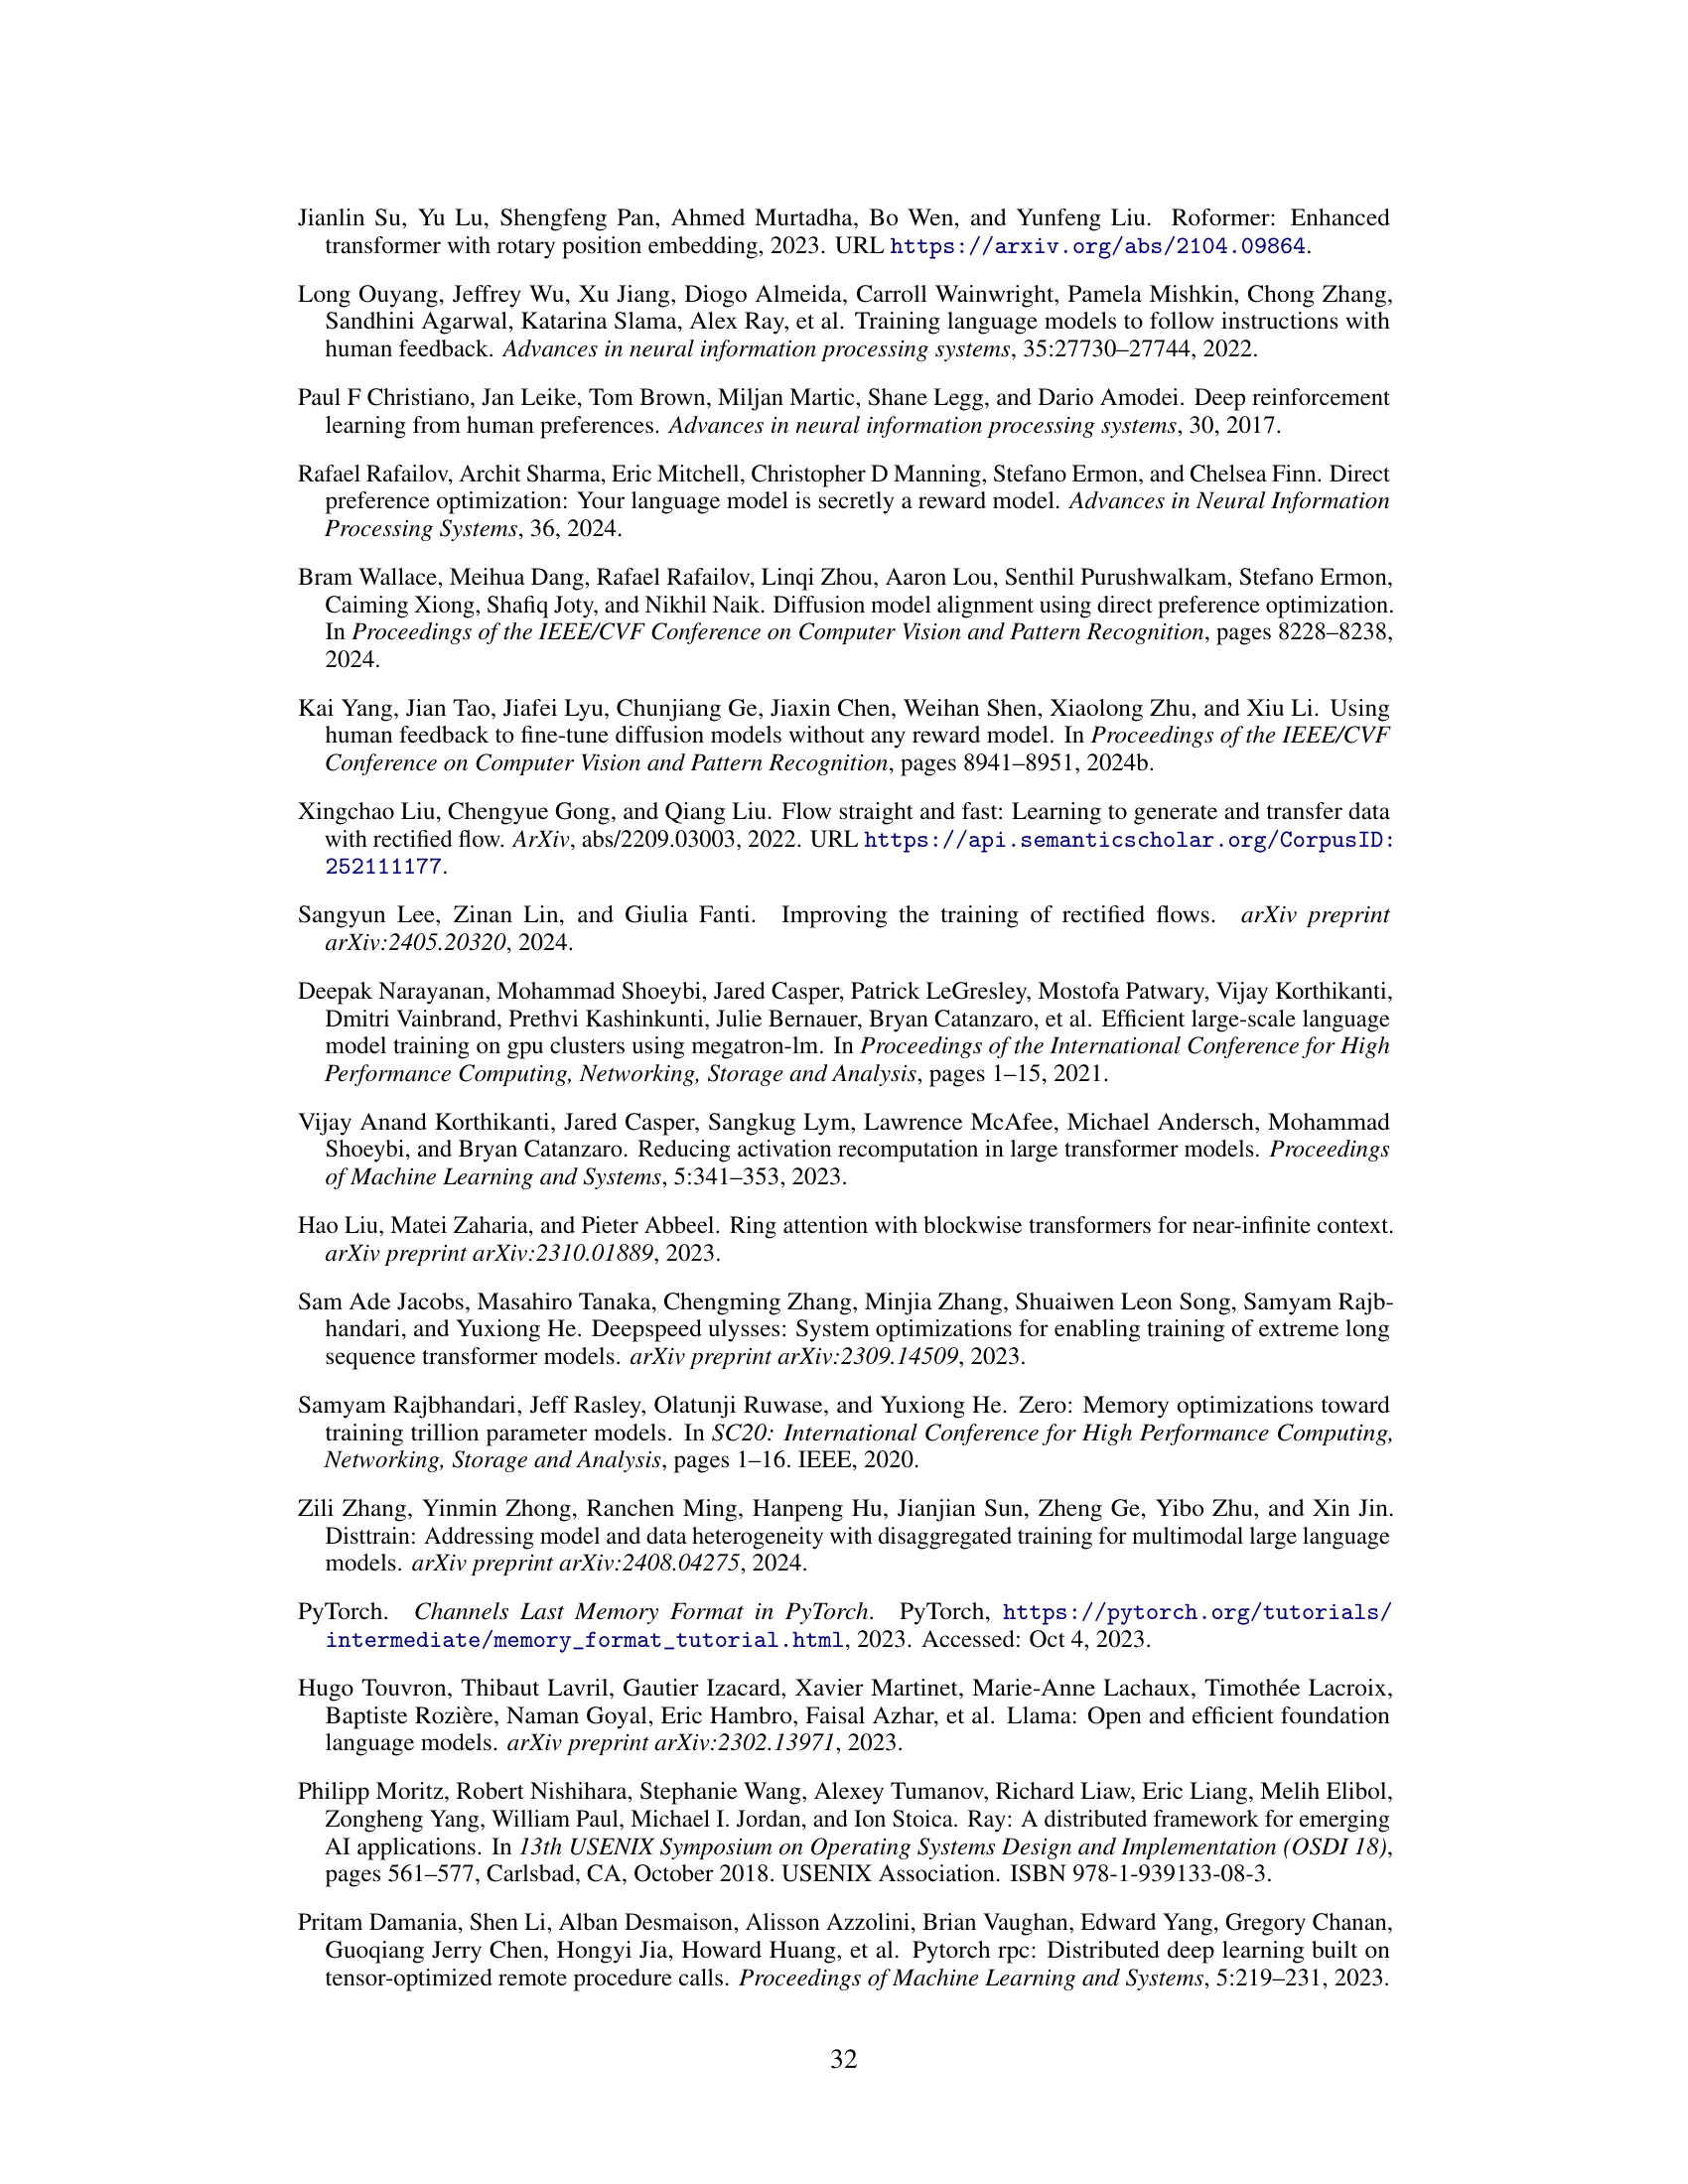 Jianlin Su, Yu Lu, Shengfeng Pan, Ahmed Murtadha, Bo Wen, and Yunfeng Liu. Roformer: Enhanced
transformer with rotary position embedding, 2023. URL https://arxiv.org/abs/2104.09864.
Long Ouyang, Jeffrey Wu, Xu Jiang, Diogo Almeida, Carroll Wainwright, Pamela Mishkin, Chong Zhang,
Sandhini Agarwal, Katarina Slama, Alex Ray, et al. Training language models to follow instructions with
human feedback. Advances in neural information processing systems, 35:27730–27744, 2022.
Paul F Christiano, Jan Leike, Tom Brown, Miljan Martic, Shane Legg, and Dario Amodei. Deep reinforcement
learning from human preferences. Advances in neural information processing systems, 30, 2017.
Rafael Rafailov, Archit Sharma, Eric Mitchell, Christopher D Manning, Stefano Ermon, and Chelsea Finn. Direct
preference optimization: Your language model is secretly a reward model. Advances in Neural Information
Processing Systems, 36, 2024.
Bram Wallace, Meihua Dang, Rafael Rafailov, Linqi Zhou, Aaron Lou, Senthil Purushwalkam, Stefano Ermon,
Caiming Xiong, Shafiq Joty, and Nikhil Naik. Diffusion model alignment using direct preference optimization.
In Proceedings of the IEEE/CVF Conference on Computer Vision and Pattern Recognition, pages 8228–8238,
2024.
Kai Yang, Jian Tao, Jiafei Lyu, Chunjiang Ge, Jiaxin Chen, Weihan Shen, Xiaolong Zhu, and Xiu Li. Using
human feedback to fine-tune diffusion models without any reward model. In Proceedings of the IEEE/CVF
Conference on Computer Vision and Pattern Recognition, pages 8941–8951, 2024b.
Xingchao Liu, Chengyue Gong, and Qiang Liu. Flow straight and fast: Learning to generate and transfer data
with rectified flow. ArXiv, abs/2209.03003, 2022. URL https://api.semanticscholar.org/CorpusID:
252111177.
Sangyun Lee, Zinan Lin, and Giulia Fanti. Improving the training of rectified flows. arXiv preprint
arXiv:2405.20320, 2024.
Deepak Narayanan, Mohammad Shoeybi, Jared Casper, Patrick LeGresley, Mostofa Patwary, Vijay Korthikanti,
Dmitri Vainbrand, Prethvi Kashinkunti, Julie Bernauer, Bryan Catanzaro, et al. Efficient large-scale language
model training on gpu clusters using megatron-lm. In Proceedings of the International Conference for High
Performance Computing, Networking, Storage and Analysis, pages 1–15, 2021.
Vijay Anand Korthikanti, Jared Casper, Sangkug Lym, Lawrence McAfee, Michael Andersch, Mohammad
Shoeybi, and Bryan Catanzaro. Reducing activation recomputation in large transformer models. Proceedings
of Machine Learning and Systems, 5:341–353, 2023.
Hao Liu, Matei Zaharia, and Pieter Abbeel. Ring attention with blockwise transformers for near-infinite context.
arXiv preprint arXiv:2310.01889, 2023.
Sam Ade Jacobs, Masahiro Tanaka, Chengming Zhang, Minjia Zhang, Shuaiwen Leon Song, Samyam Rajb-
handari, and Yuxiong He. Deepspeed ulysses: System optimizations for enabling training of extreme long
sequence transformer models. arXiv preprint arXiv:2309.14509, 2023.
Samyam Rajbhandari, Jeff Rasley, Olatunji Ruwase, and Yuxiong He. Zero: Memory optimizations toward
training trillion parameter models. In SC20: International Conference for High Performance Computing,
Networking, Storage and Analysis, pages 1–16. IEEE, 2020.
Zili Zhang, Yinmin Zhong, Ranchen Ming, Hanpeng Hu, Jianjian Sun, Zheng Ge, Yibo Zhu, and Xin Jin.
Disttrain: Addressing model and data heterogeneity with disaggregated training for multimodal large language
models. arXiv preprint arXiv:2408.04275, 2024.
PyTorch. Channels Last Memory Format in PyTorch. PyTorch, https://pytorch.org/tutorials/
intermediate/memory_format_tutorial.html, 2023. Accessed: Oct 4, 2023.
Hugo Touvron, Thibaut Lavril, Gautier Izacard, Xavier Martinet, Marie-Anne Lachaux, Timothée Lacroix,
Baptiste Rozière, Naman Goyal, Eric Hambro, Faisal Azhar, et al. Llama: Open and efficient foundation
language models. arXiv preprint arXiv:2302.13971, 2023.
Philipp Moritz, Robert Nishihara, Stephanie Wang, Alexey Tumanov, Richard Liaw, Eric Liang, Melih Elibol,
Zongheng Yang, William Paul, Michael I. Jordan, and Ion Stoica. Ray: A distributed framework for emerging
AI applications. In 13th USENIX Symposium on Operating Systems Design and Implementation (OSDI 18),
pages 561–577, Carlsbad, CA, October 2018. USENIX Association. ISBN 978-1-939133-08-3.
Pritam Damania, Shen Li, Alban Desmaison, Alisson Azzolini, Brian Vaughan, Edward Yang, Gregory Chanan,
Guoqiang Jerry Chen, Hongyi Jia, Howard Huang, et al. Pytorch rpc: Distributed deep learning built on
tensor-optimized remote procedure calls. Proceedings of Machine Learning and Systems, 5:219–231, 2023.
32